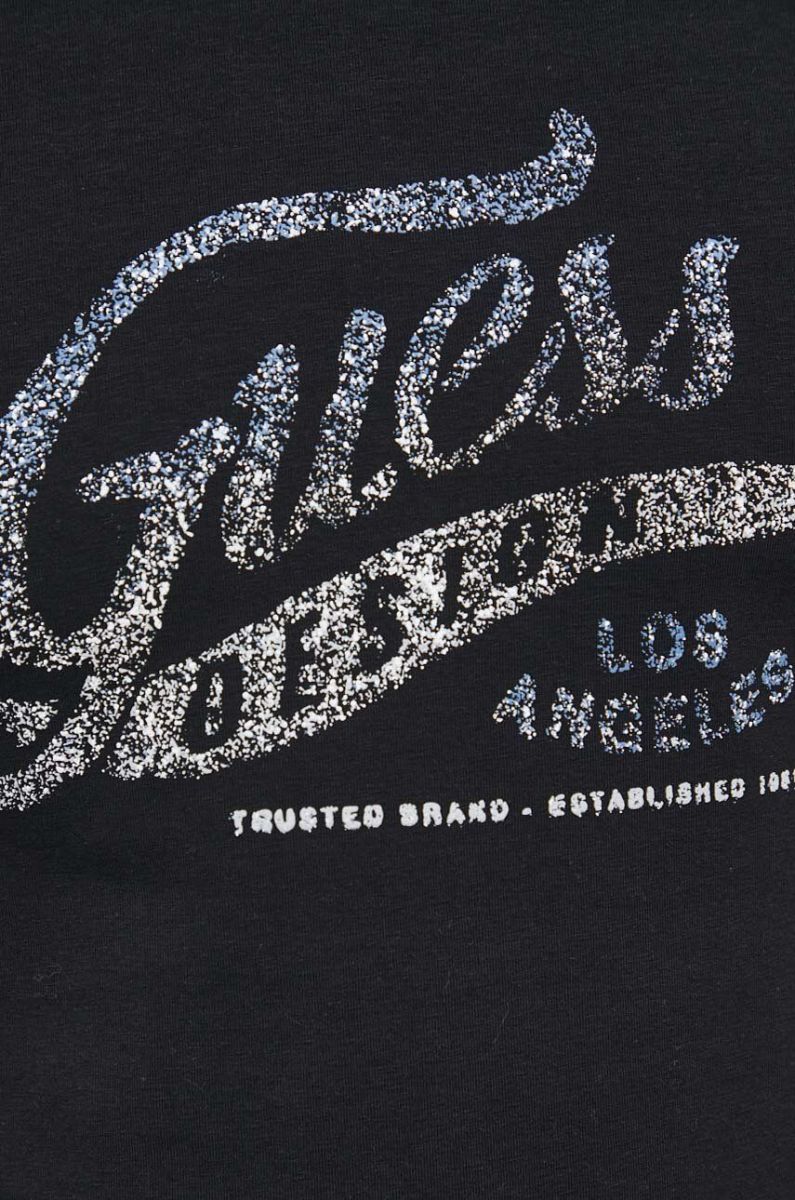 Guess
DESIGN
LOS
ANGELES
TRUSTED BRAND - ESTABLISHED